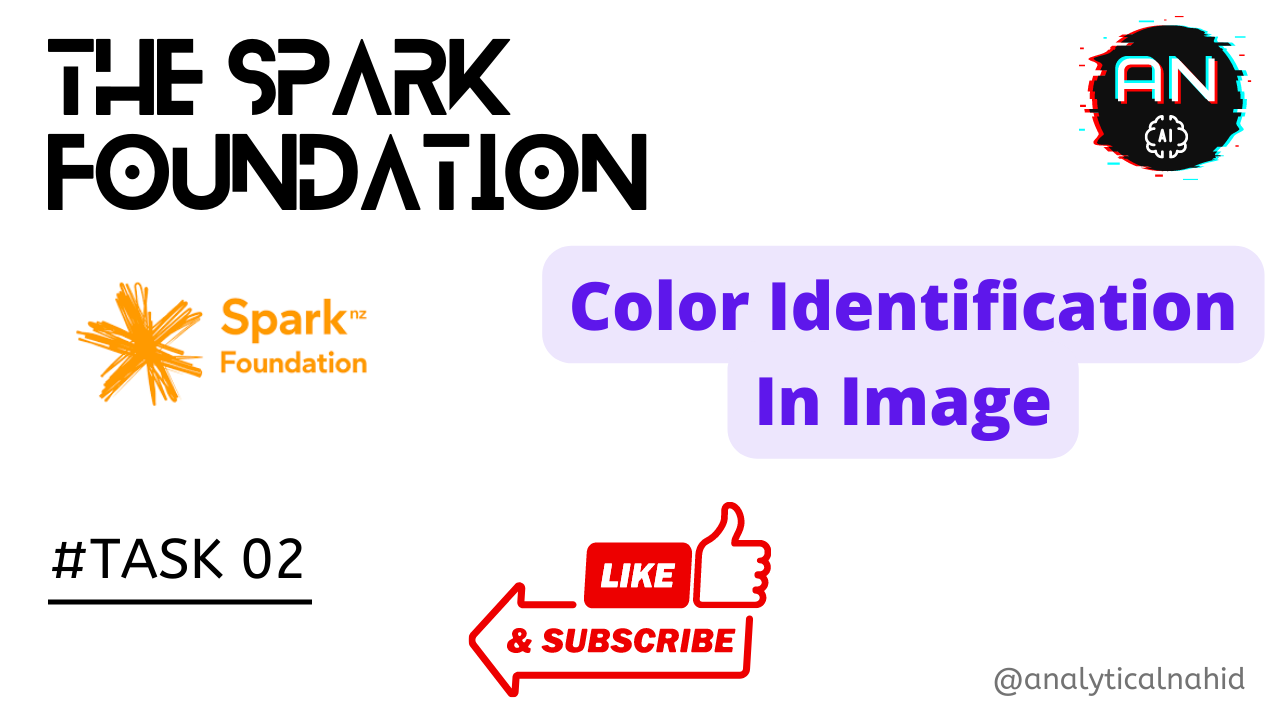 THE SPARK
FOUNDATION
AN
AI
Spark nz
Foundation
Color Identification
In Image
#TASK 02
LIKE
& SUBSCRIBE
@analyticalnahid